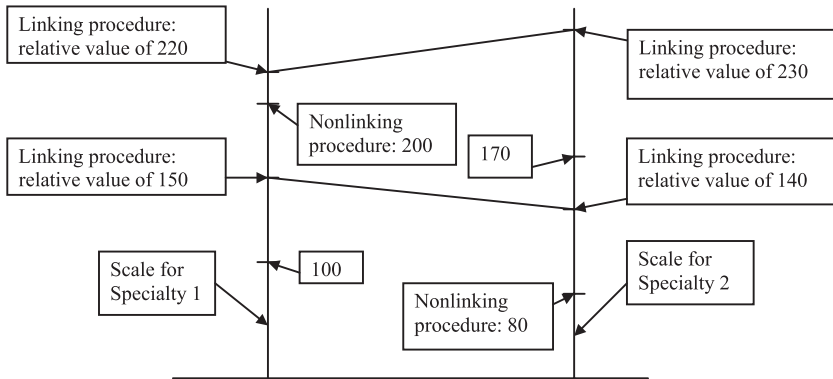 Linking procedure:
relative value of 220
Linking procedure:
relative value of 230
Nonlinking
procedure: 200
170
Linking procedure:
relative value of 150
Linking procedure:
relative value of 140
Scale for
Specialty 1
100
Scale for
Specialty 2
Nonlinking
procedure: 80